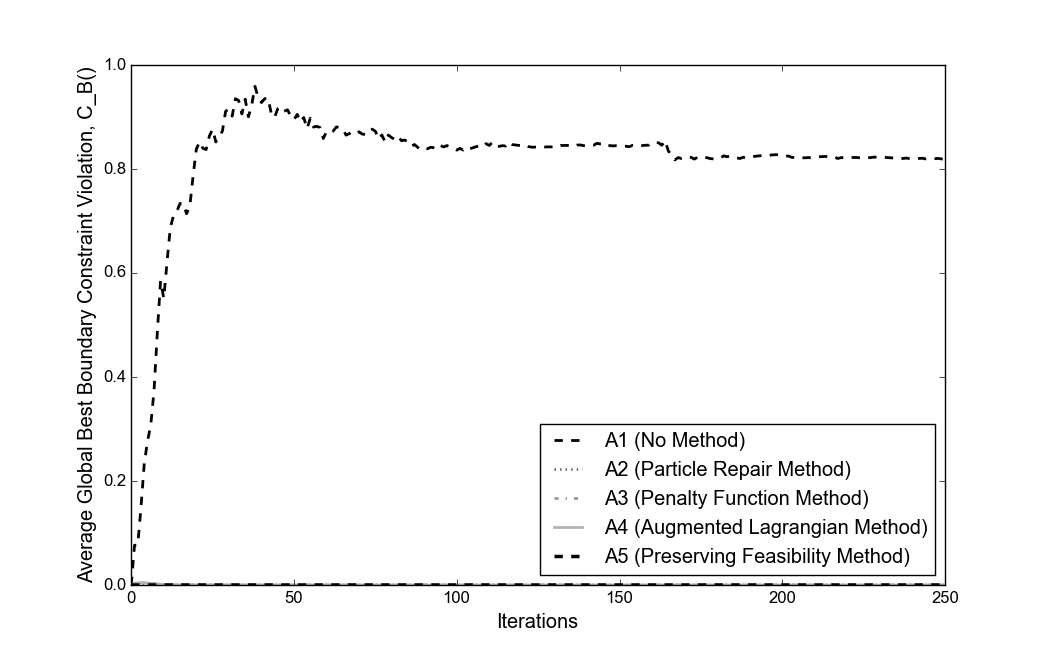 Average Global Best Boundary Constraint Violation, C_B()
1.0
0.8
0.6
0.4
0.2
0.0
A1 (No Method)
A2 (Particle Repair Method)
A3 (Penalty Function Method)
A4 (Augmented Lagrangian Method)
A5 (Preserving Feasibility Method)
0 50 100 150 200 250
Iterations